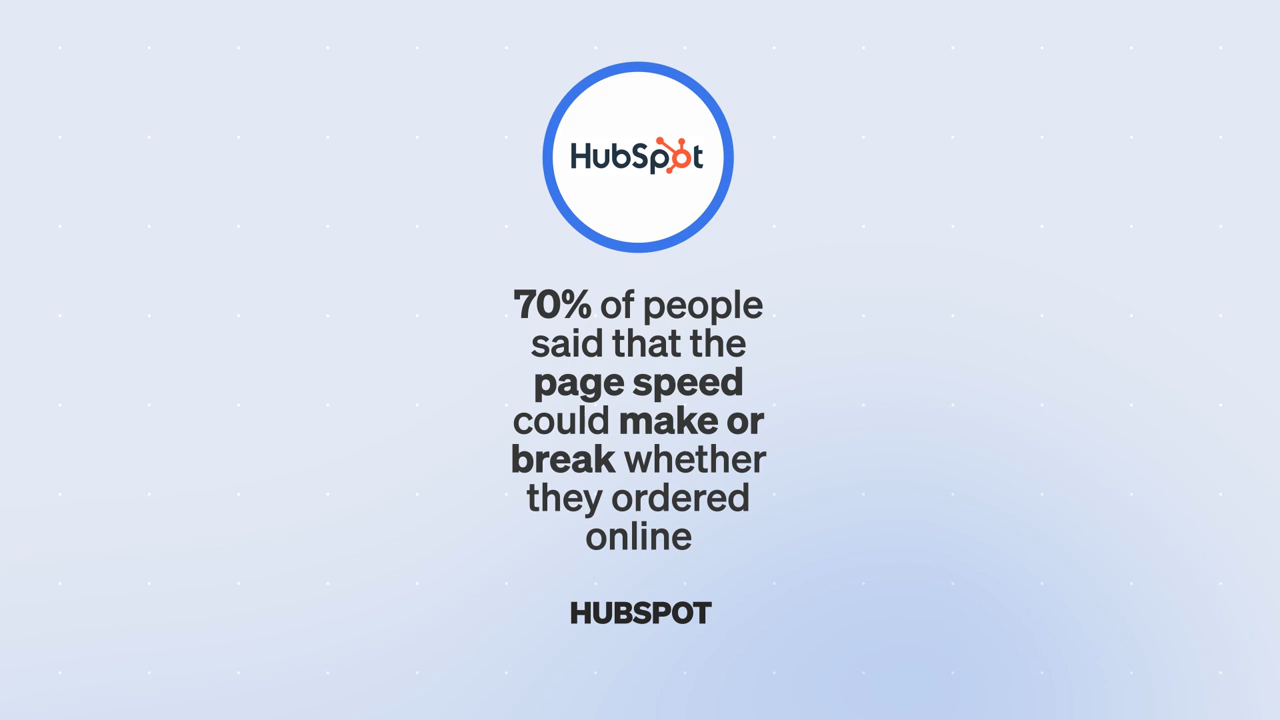 HubSpot
70% of people
said that the
page speed
could make or
break whether
they ordered
online
HUBSPOT